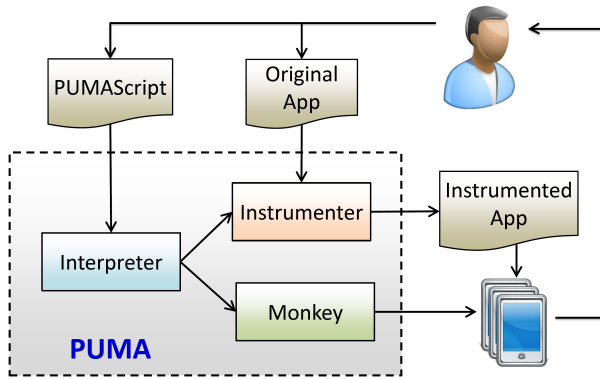 PUMAScript
Original
App
Instrumenter
Instrumented
App
Interpreter
Monkey
PUMA